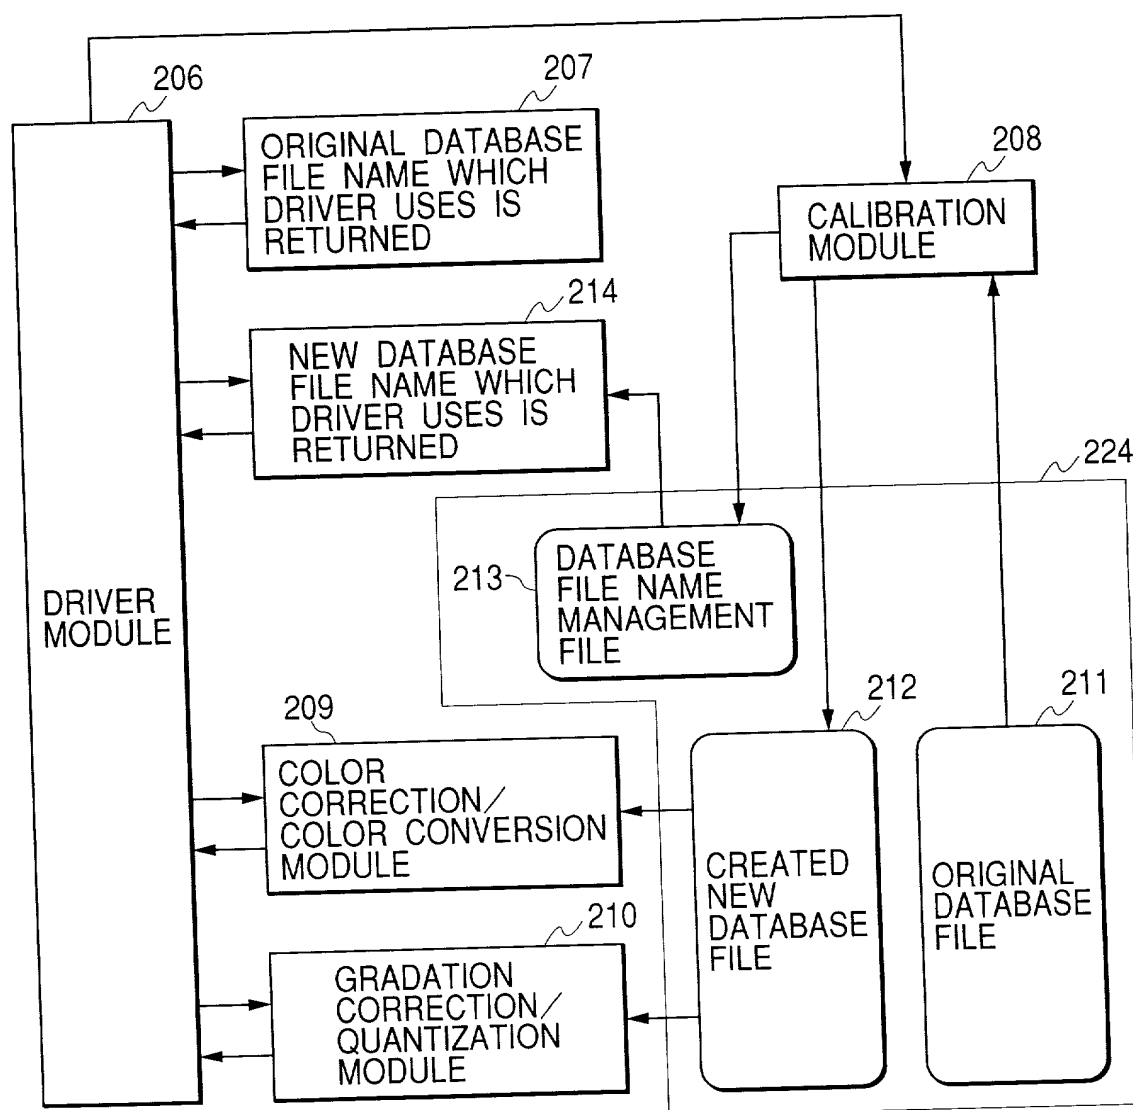 206
207
ORIGINAL DATABASE
FILE NAME WHICH
DRIVER USES IS
RETURNED
208
CALIBRATION
MODULE
214
NEW DATABASE
FILE NAME WHICH
DRIVER USES IS
RETURNED
224
DRIVER
MODULE
213
DATABASE
FILE NAME
MANAGEMENT
FILE
209
COLOR
CORRECTION/
COLOR CONVERSION
MODULE
212
CREATED
NEW
DATABASE
FILE
211
ORIGINAL
DATABASE
FILE
210
GRADATION
CORRECTION/
QUANTIZATION
MODULE